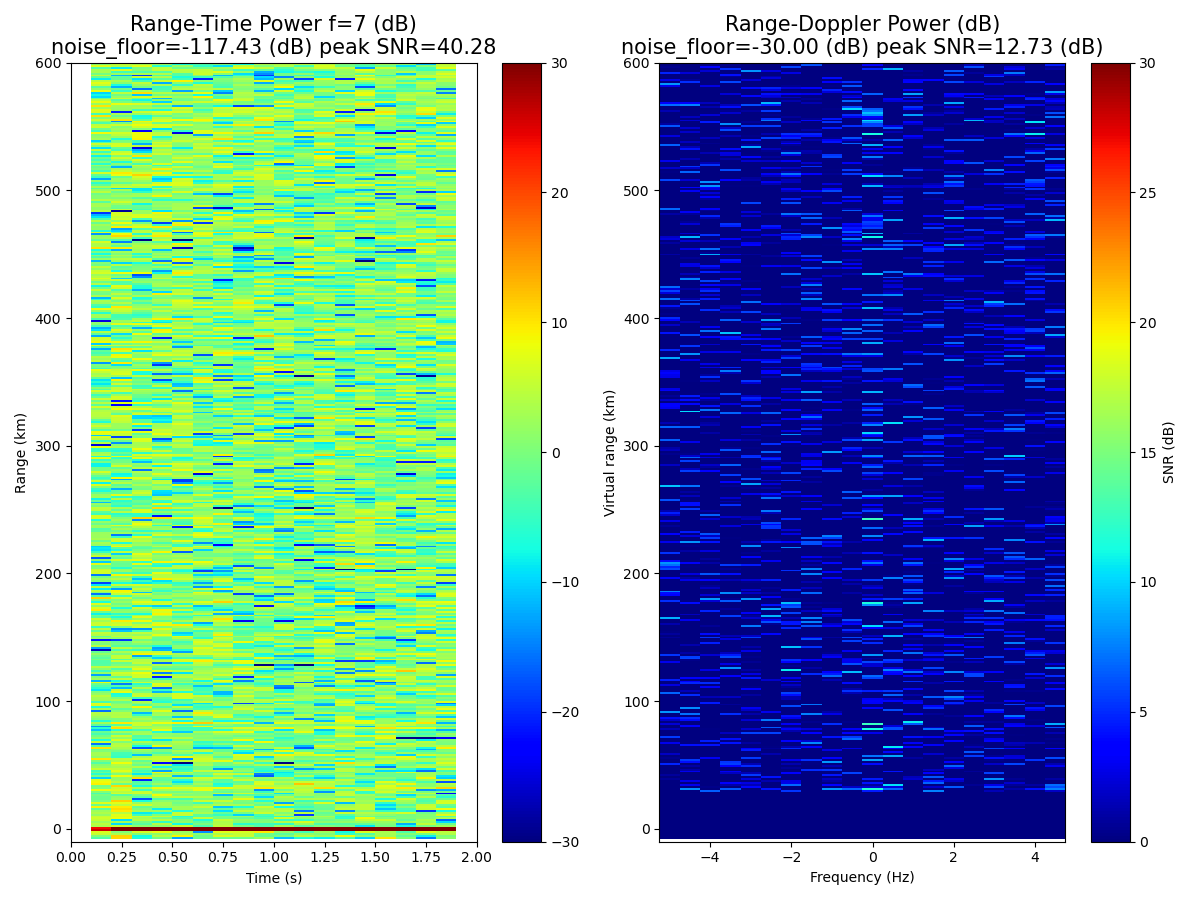 Range-Time Power f=7 (dB)
noise_floor=-117.43 (dB) peak SNR=40.28
Range-Doppler Power (dB)
noise_floor=-30.00 (dB) peak SNR=12.73 (dB)
600
500
400
300
200
100
0
Range (km)
0.00 0.25 0.50 0.75 1.00 1.25 1.50 1.75 2.00
Time (s)
30
20
10
0
−10
−20
−30
600
500
400
300
200
100
0
Virtual range (km)
−4 −2 0 2 4
Frequency (Hz)
30
25
20
15
10
5
0
SNR (dB)